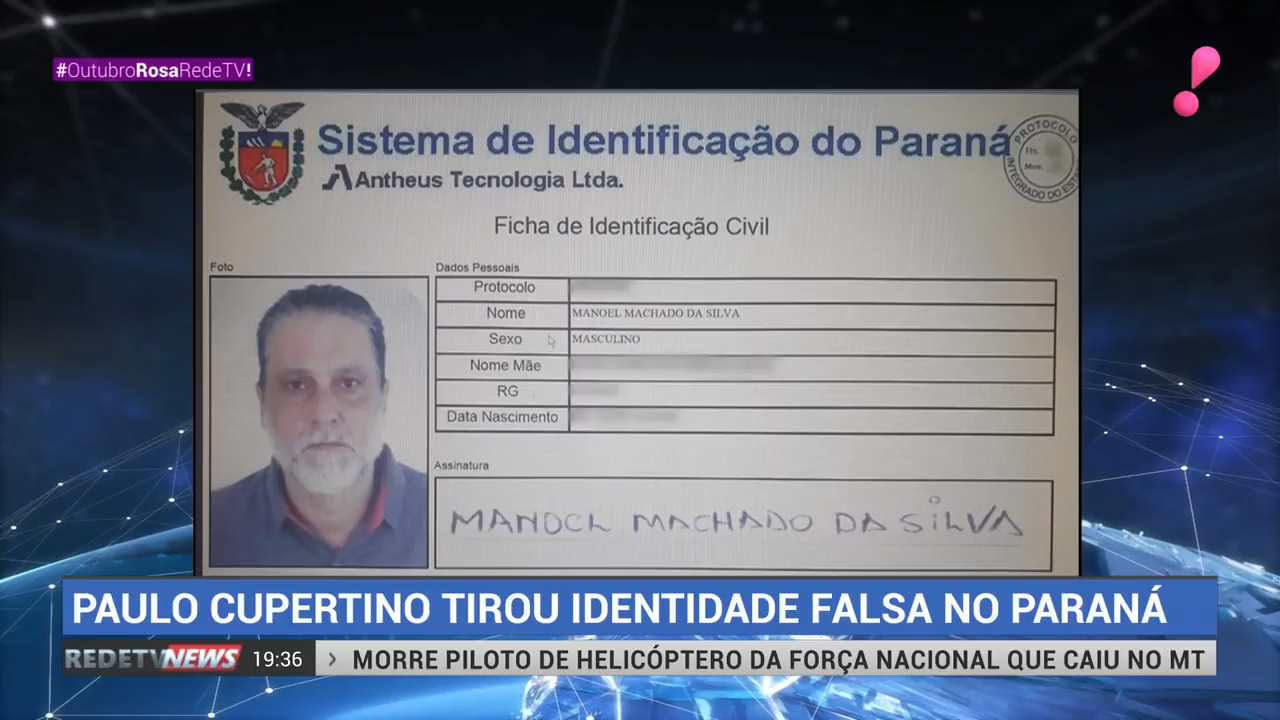 #OutubroRosaRedeTV!
Sistema de Identificação do Paraná
Antheus Tecnologia Ltda.
PROTOCOLO
Fls.
Mov.
INTEGRADO DO ESTA
Ficha de Identificação Civil
Foto
Dados Pessoais
Protocolo
Nome MANOEL MACHADO DA SILVA
Sexo MASCULINO
Nome Mãe
RG
Data Nascimento
Assinatura
MANOEL MACHADO DA SILVA
PAULO CUPERTINO TIROU IDENTIDADE FALSA NO PARANÁ
REDETV NEWS 19:36 › MORRE PILOTO DE HELICÓPTERO DA FORÇA NACIONAL QUE CAIU NO MT